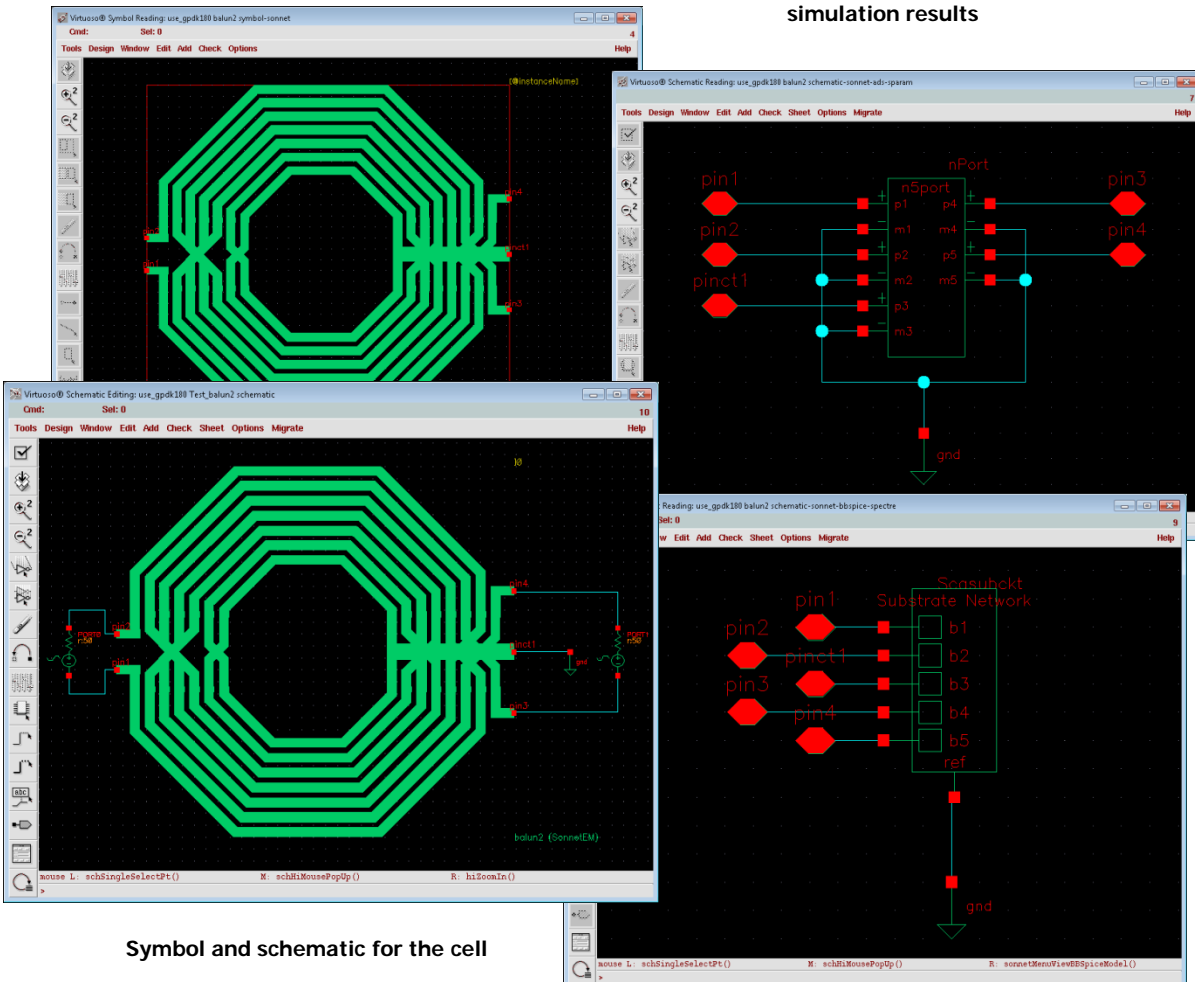 simulation results
Virtuoso® Symbol Reading: use_gpdk180 balun2 symbol-sonnet
Cmd: Sel: 0
4
Tools Design Window Edit Add Check Options Help
[@instanceName]
pin4
pin1
pin3
Virtuoso® Schematic Reading: use_gpdk180 balun2 schematic-sonnet-ads-sparam
7
Tools Design Window Edit Add Check Sheet Options Migrate Help
nPort
pin1 n5port pin3
p1 p4
pin2 m1 m4 pin4
p2 p5
pinct1 m2 m5
p3
m3
gnd
Virtuoso® Schematic Editing: use_gpdk180 Test_balun2 schematic
Cmd: Sel: 0
10
Tools Design Window Edit Add Check Sheet Options Migrate Help
pin4
pinct1
gnd
pin1
pin3
balun2 (SonnetEM)
mouse L: schSingleSelectPt() M: schHiMousePopUp() R: hiZoomIn()
>
Reading: use_gpdk180 balun2 schematic-sonnet-bbspice-spectre
Sel: 0
9
w Edit Add Check Sheet Options Migrate Help
Scasubckt
Substrate Network
pin1 b1
pin2 b2
pinct1 b3
pin3 b4
pin4 b5
ref
gnd
mouse L: schSingleSelectPt() M: schHiMousePopUp() R: sonnetMenuViewBBSpiceModel()
>
Symbol and schematic for the cell